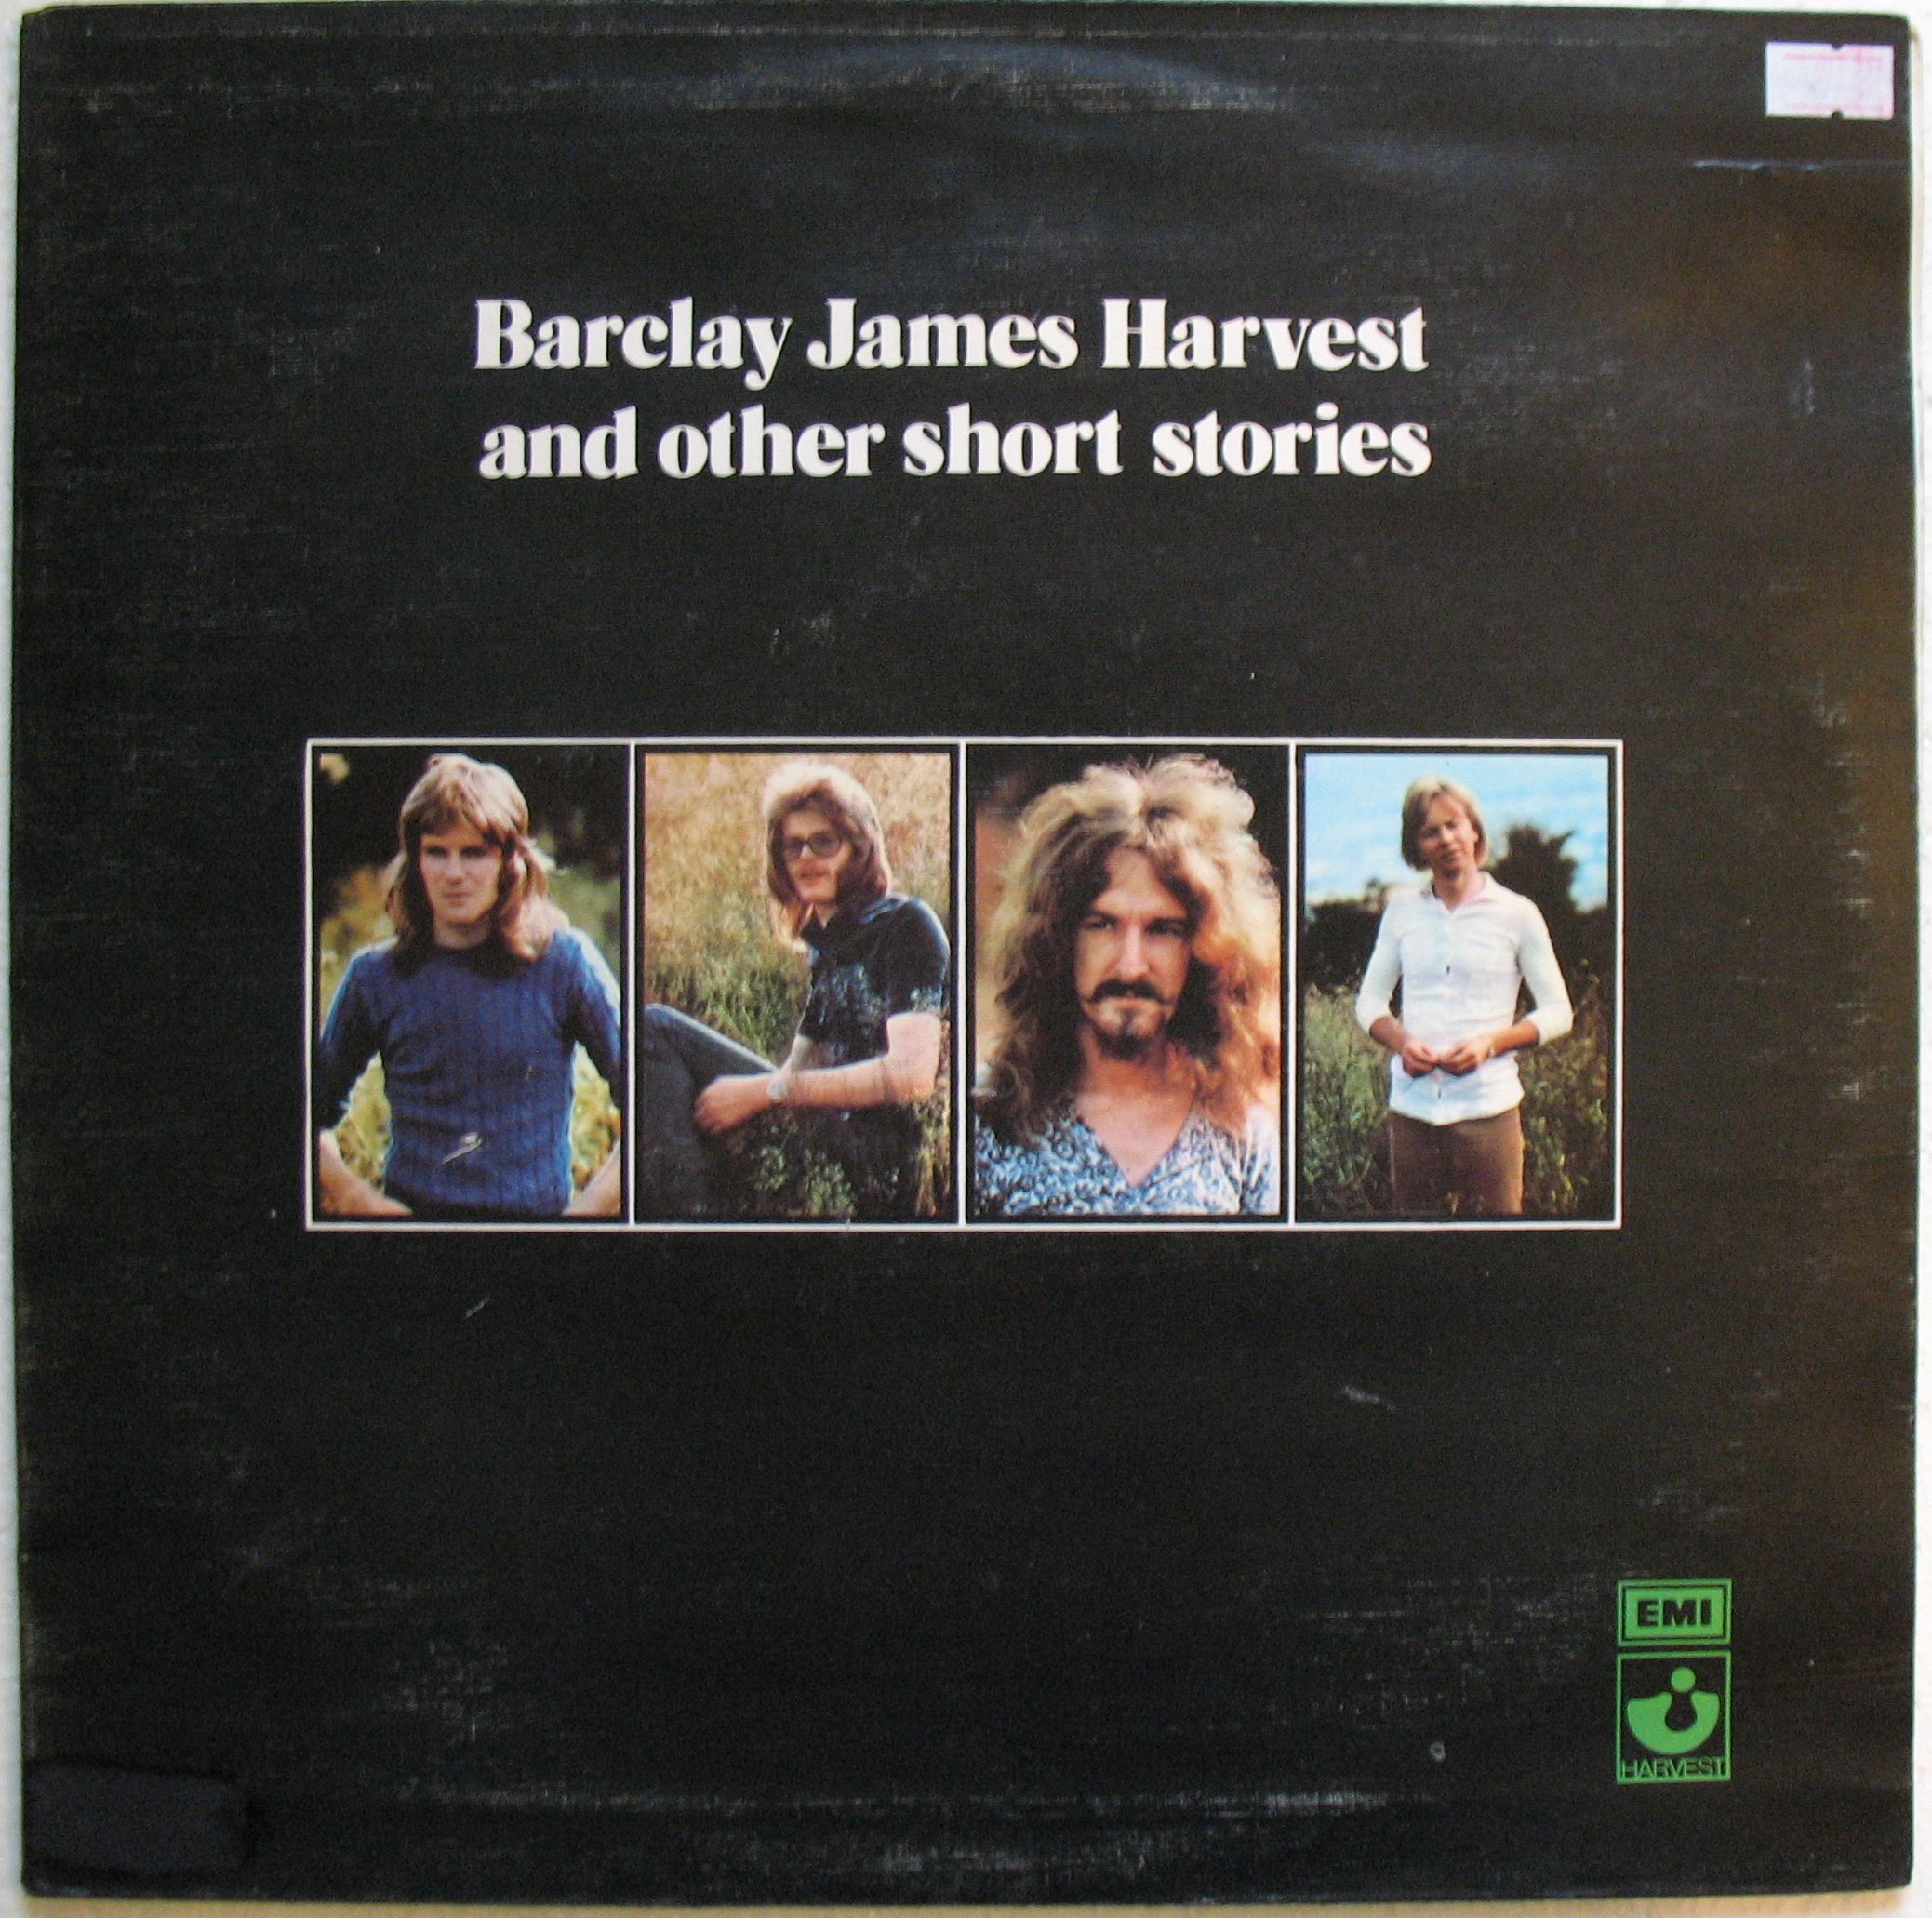 Barclay James Harvest
and other short stories
EMI
HARVEST